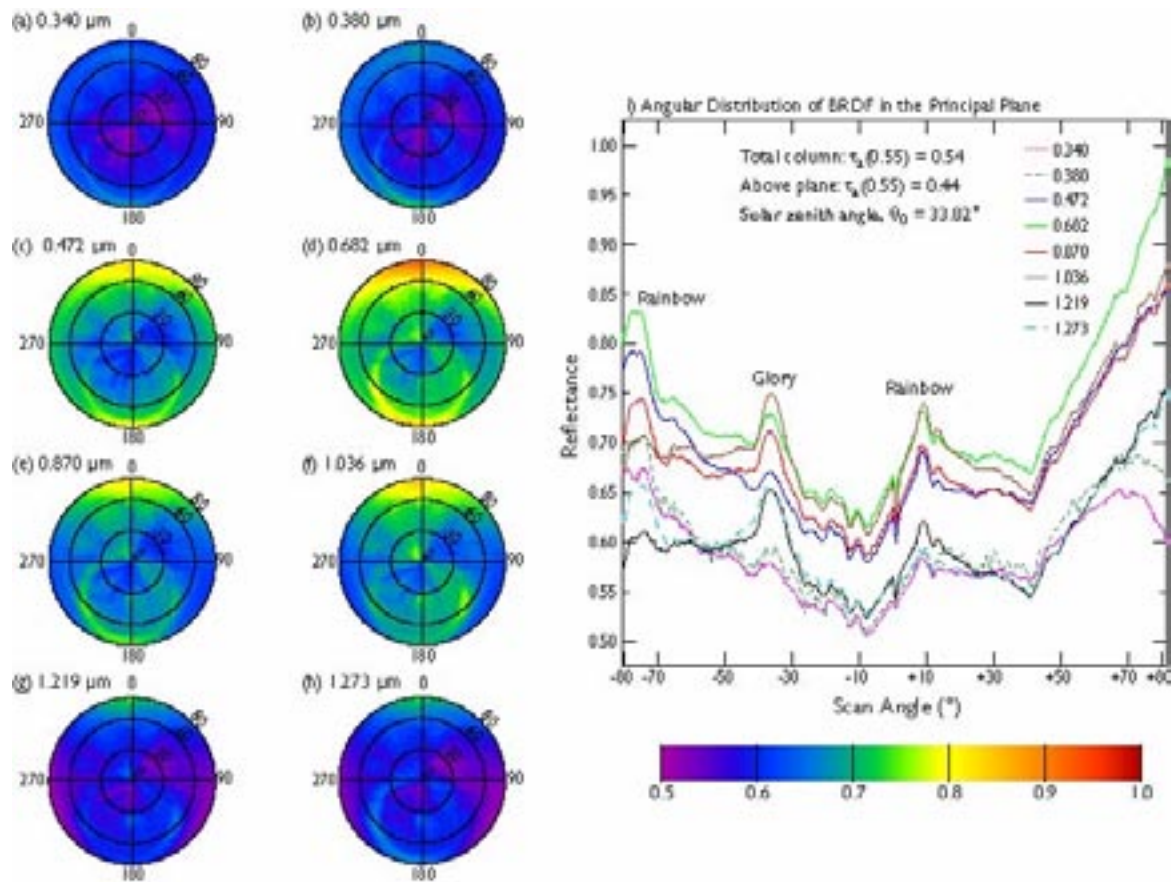 (a) 0.340 µm
0
270
90
180
(b) 0.380 µm
0
90
180
(c) 0.472 µm
0
270
90
180
(d) 0.682 µm
0
270
90
180
(e) 0.870 µm
0
270
90
180
(f) 1.036 µm
0
270
90
180
(g) 1.219 µm
0
270
90
180
(h) 1.273 µm
0
270
90
180
i) Angular Distribution of BRDF in the Principal Plane
Total column: τa(0.55) = 0.54
Above plane: τa(0.55) = 0.44
Solar zenith angle, θ0 = 33.82°
0.340
0.380
0.472
0.682
0.870
1.036
1.219
1.273
Rainbow
Glory
Rainbow
Reflectance
1.00
0.95
0.90
0.85
0.80
0.75
0.70
0.65
0.60
0.55
0.50
-80 -70 -50 -30 -10 +10 +30 +50 +70 +80
Scan Angle (°)
0.5 0.6 0.7 0.8 0.9 1.0